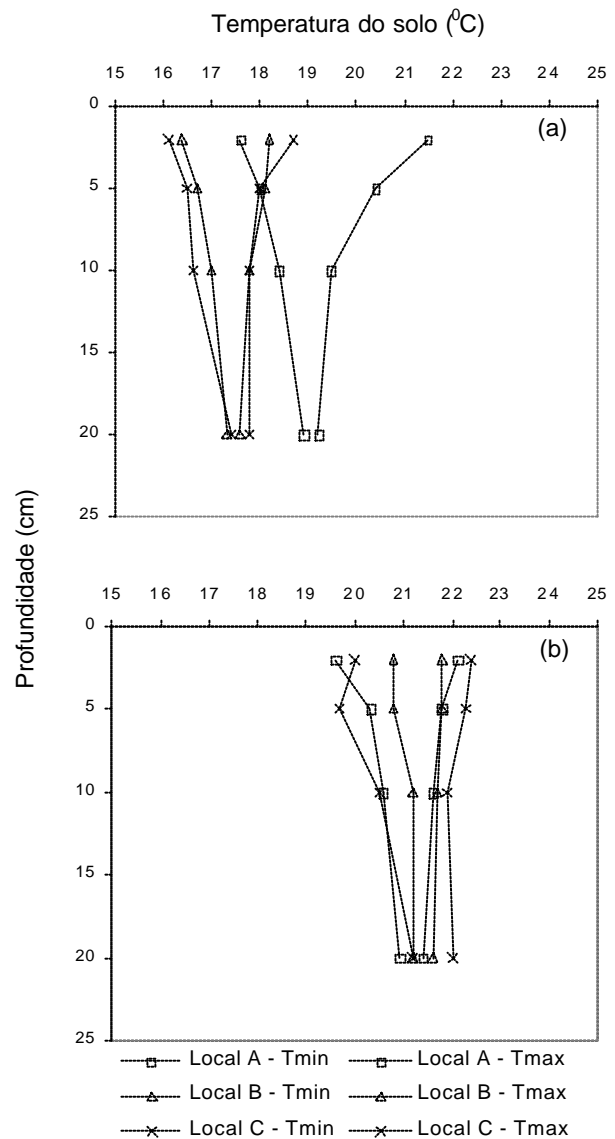 Temperatura do solo (⁰C)
15 16 17 18 19 20 21 22 23 24 25
0
(a)
5
10
15
20
25
Profundidade (cm)
15 16 17 18 19 20 21 22 23 24 25
0
(b)
5
10
15
20
25
Local A - Tmin Local A - Tmax
Local B - Tmin Local B - Tmax
Local C - Tmin Local C - Tmax